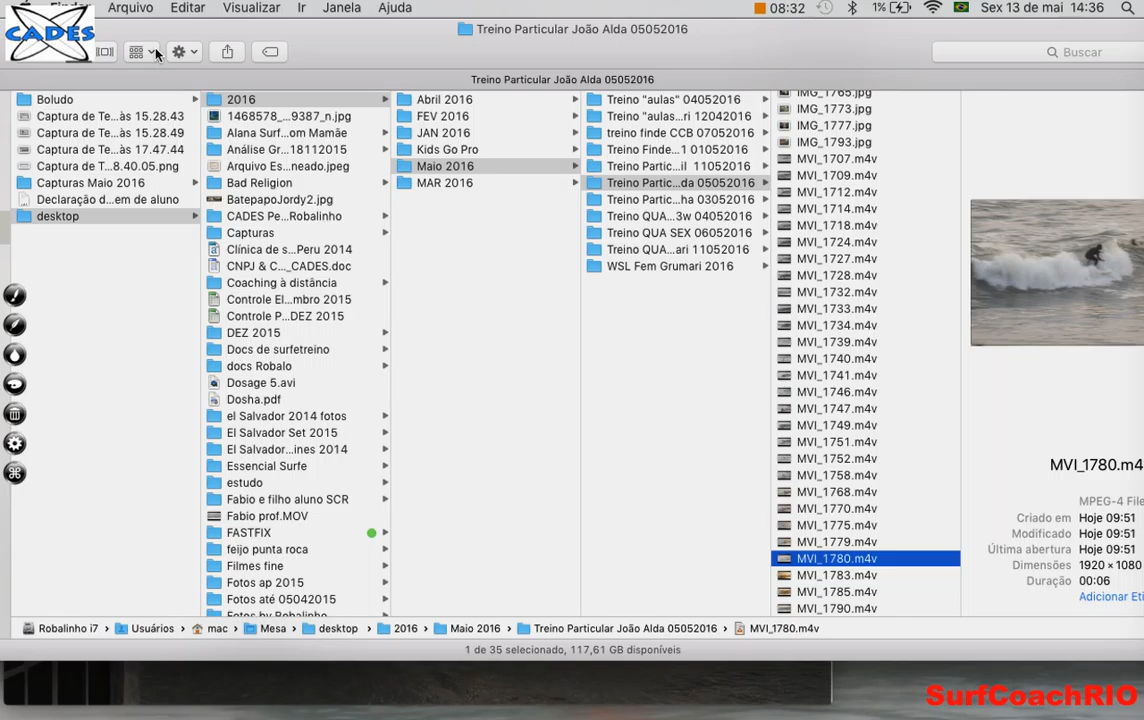 Arquivo Editar Visualizar Ir Janela Ajuda 08:32 1% Sex 13 de mai 14:36
CADES
Treino Particular João Alda 05052016
Buscar
Treino Particular João Alda 05052016
Boludo
Captura de Te...às 15.28.43
Captura de Te...às 15.28.49
Captura de Te...às 17.47.44
Captura de T...8.40.05.png
Capturas Maio 2016
Declaração d...em de aluno
desktop
2016
1468578_...9387_n.jpg
Alana Surf...om Mamãe
Análise Gr...18112015
Arquivo Es...neado.jpeg
Bad Religion
BatepapoJordy2.jpg
CADES Pe...Robalinho
Capturas
Clínica de s...Peru 2014
CNPJ & C..._CADES.doc
Coaching à distância
Controle El...mbro 2015
Controle P...DEZ 2015
DEZ 2015
Docs de surfetreino
docs Robalo
Dosage 5.avi
Dosha.pdf
el Salvador 2014 fotos
El Salvador Set 2015
El Salvador...ines 2014
Essencial Surfe
estudo
Fabio e filho aluno SCR
Fabio prof.MOV
FASTFIX
feijo punta roca
Filmes fine
Fotos ap 2015
Fotos até 05042015
Fotos by Robalinho
Abril 2016
FEV 2016
JAN 2016
Kids Go Pro
Maio 2016
MAR 2016
Treino "aulas" 04052016
Treino "aulas...ri 12042016
treino finde CCB 07052016
Treino Finde...1 01052016
Treino Partic...il 11052016
Treino Partic...da 05052016
Treino Partic...ha 03052016
Treino QUA...3w 04052016
Treino QUA SEX 06052016
Treino QUA...ari 11052016
WSL Fem Grumari 2016
IMG_1765.jpg
IMG_1773.jpg
IMG_1777.jpg
IMG_1793.jpg
MVI_1707.m4v
MVI_1709.m4v
MVI_1712.m4v
MVI_1714.m4v
MVI_1718.m4v
MVI_1724.m4v
MVI_1727.m4v
MVI_1728.m4v
MVI_1732.m4v
MVI_1733.m4v
MVI_1734.m4v
MVI_1739.m4v
MVI_1740.m4v
MVI_1741.m4v
MVI_1746.m4v
MVI_1747.m4v
MVI_1749.m4v
MVI_1751.m4v
MVI_1752.m4v
MVI_1758.m4v
MVI_1768.m4v
MVI_1770.m4v
MVI_1775.m4v
MVI_1779.m4v
MVI_1780.m4v
MVI_1783.m4v
MVI_1785.m4v
MVI_1790.m4v
MVI_1780.m4
MPEG-4 File
Criado em Hoje 09:51
Modificado Hoje 09:51
Última abertura Hoje 09:51
Dimensões 1920 × 1080
Duração 00:06
Adicionar Eti
Robalinho i7 › Usuários › mac › Mesa › desktop › 2016 › Maio 2016 › Treino Particular João Alda 05052016 › MVI_1780.m4v
1 de 35 selecionado, 117,61 GB disponíveis
SurfCoachRIO